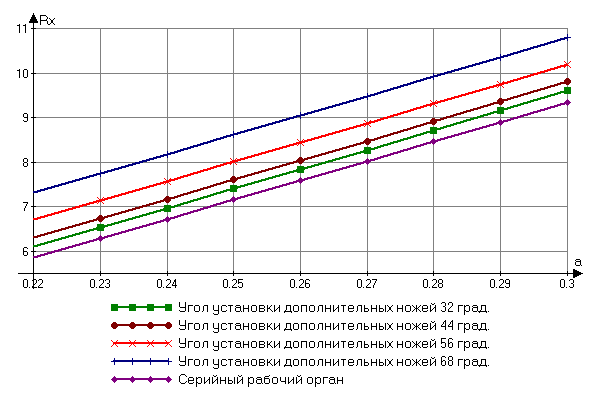 Rx
11
10
9
8
7
6
a
0.22 0.23 0.24 0.25 0.26 0.27 0.28 0.29 0.3
Угол установки дополнительных ножей 32 град.
Угол установки дополнительных ножей 44 град.
Угол установки дополнительных ножей 56 град.
Угол установки дополнительных ножей 68 град.
Серийный рабочий орган